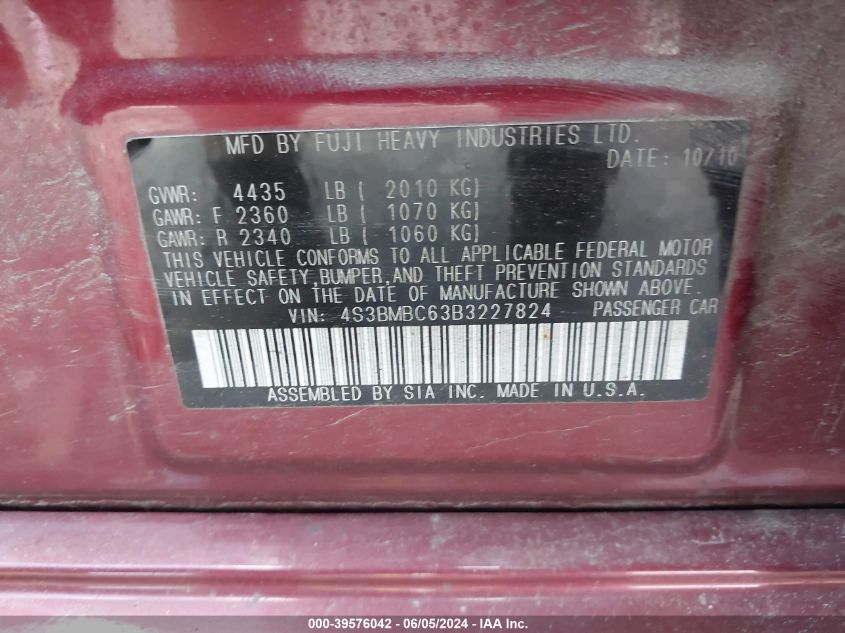 MFD BY FUJI HEAVY INDUSTRIES LTD.
DATE: 10/10
GVWR: 4435 LB ( 2010 KG)
GAWR: F 2360 LB ( 1070 KG)
GAWR: R 2340 LB ( 1060 KG)
THIS VEHICLE CONFORMS TO ALL APPLICABLE FEDERAL MOTOR
VEHICLE SAFETY,BUMPER,AND THEFT PREVENTION STANDARDS
IN EFFECT ON THE DATE OF MANUFACTURE SHOWN ABOVE.
VIN: 4S3BMBC63B3227824 PASSENGER CAR
ASSEMBLED BY SIA INC. MADE IN U.S.A.
000-39576042 - 06/05/2024 - IAA Inc.